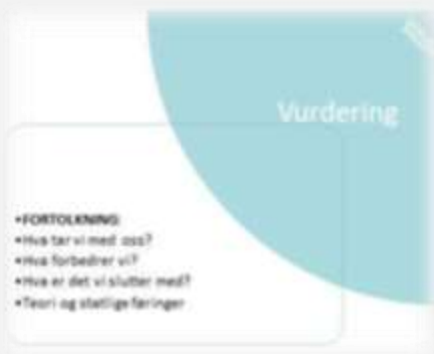 Vurdering
•FORTOLKNING
•Hva tar vi med oss?
•Hva forbedrer vi?
•Hva er det vi slutter med?
•Teori og statlige føringer